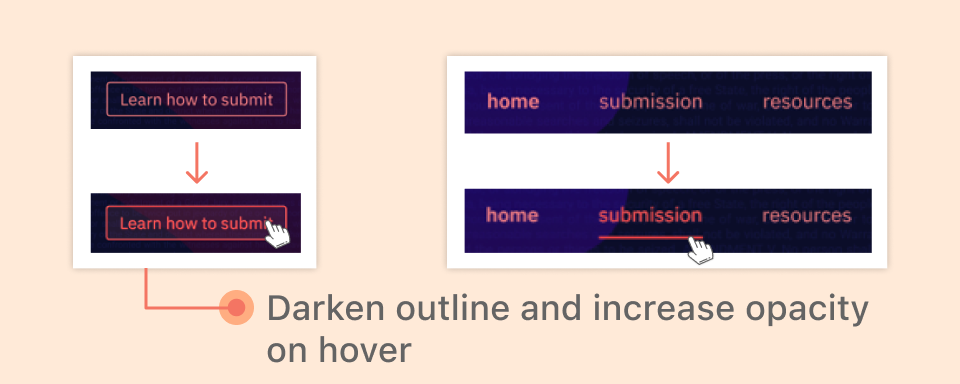 Learn how to submit
home submission resources
Learn how to submit
home submission resources
Darken outline and increase opacity
on hover